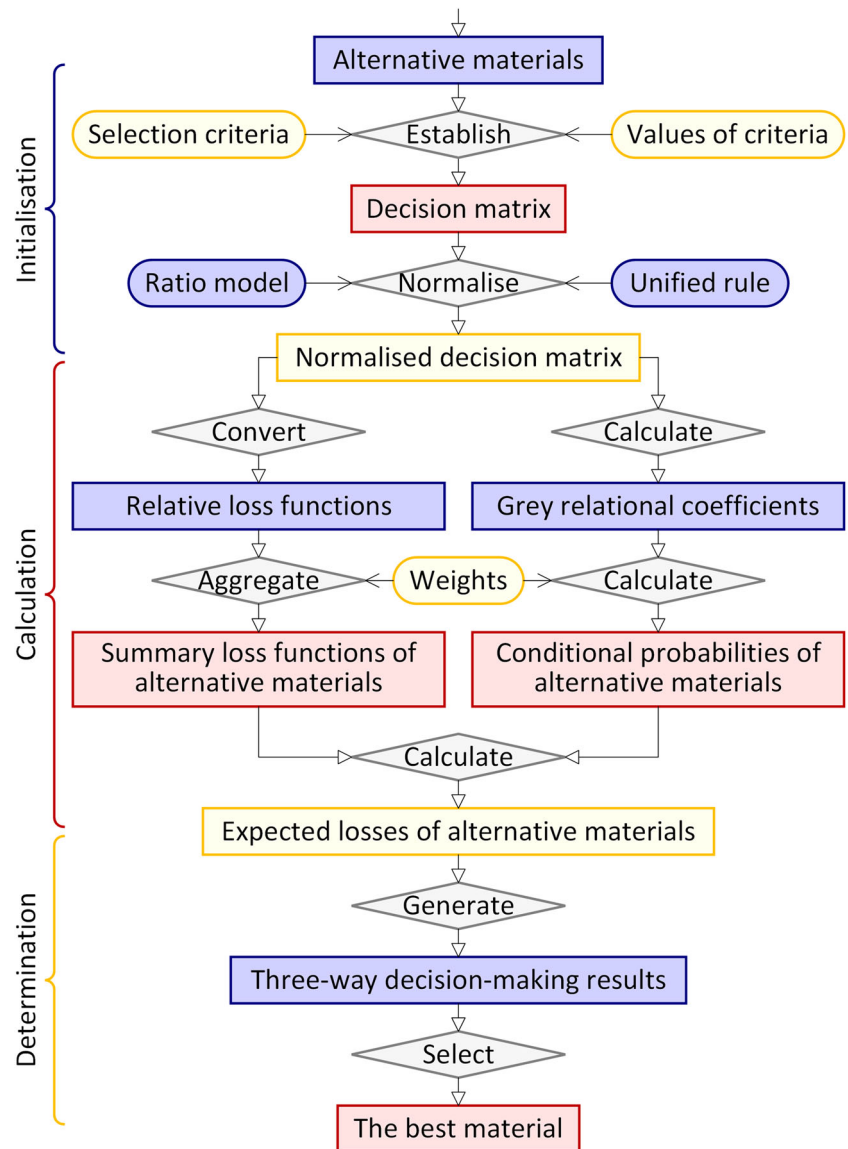 Alternative materials
Selection criteria
Establish
Values of criteria
Decision matrix
Initialisation
Ratio model
Normalise
Unified rule
Normalised decision matrix
Convert
Calculate
Relative loss functions
Grey relational coefficients
Aggregate
Weights
Calculate
Calculation
Summary loss functions of
alternative materials
Conditional probabilities of
alternative materials
Calculate
Expected losses of alternative materials
Generate
Determination
Three-way decision-making results
Select
The best material